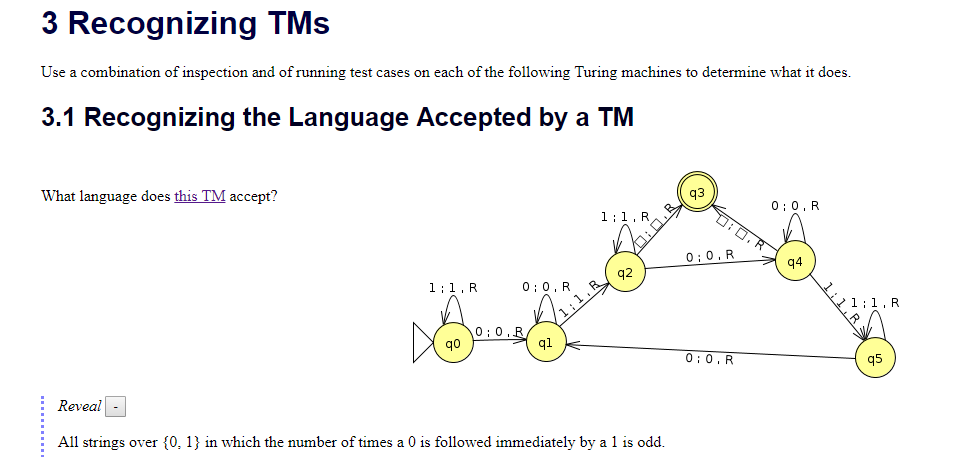 3 Recognizing TMs
Use a combination of inspection and of running test cases on each of the following Turing machines to determine what it does.
3.1 Recognizing the Language Accepted by a TM
What language does this TM accept?
q3
0 ; 0 , R
1 ; 1 , R
□ ; □ , R
□ ; □ , R
0 ; 0 , R
q4
q2
1 ; 1 , R
0 ; 0 , R
1 ; 1 , R
1 ; 1 , R
1 ; 1 , R
0 ; 0 , R
q0
q1
0 ; 0 , R
q5
Reveal -
All strings over {0, 1} in which the number of times a 0 is followed immediately by a 1 is odd.